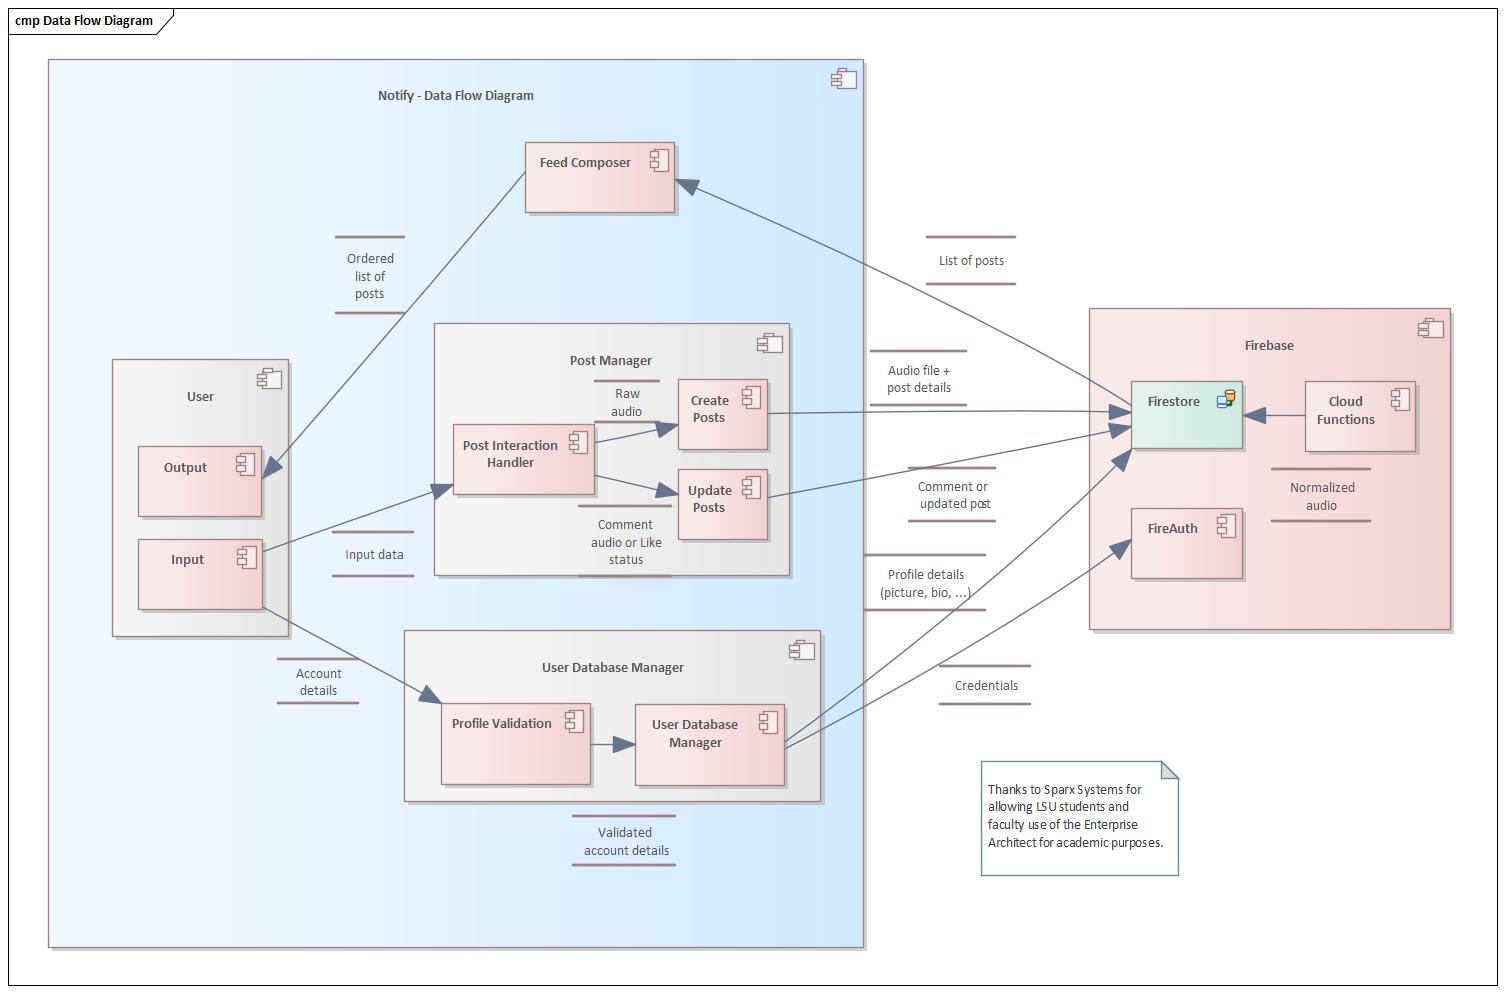 cmp Data Flow Diagram
Notify - Data Flow Diagram
Feed Composer
Ordered
list of
posts
List of posts
Post Manager
Raw
audio
Create
Posts
Post Interaction
Handler
Update
Posts
Comment
audio or Like
status
Audio file +
post details
Comment or
updated post
User
Output
Input
Input data
Account
details
Firebase
Firestore
Cloud
Functions
Normalized
audio
FireAuth
Profile details
(picture, bio, ...)
Credentials
User Database Manager
Profile Validation
User Database
Manager
Validated
account details
Thanks to Sparx Systems for
allowing LSU students and
faculty use of the Enterprise
Architect for academic purposes.